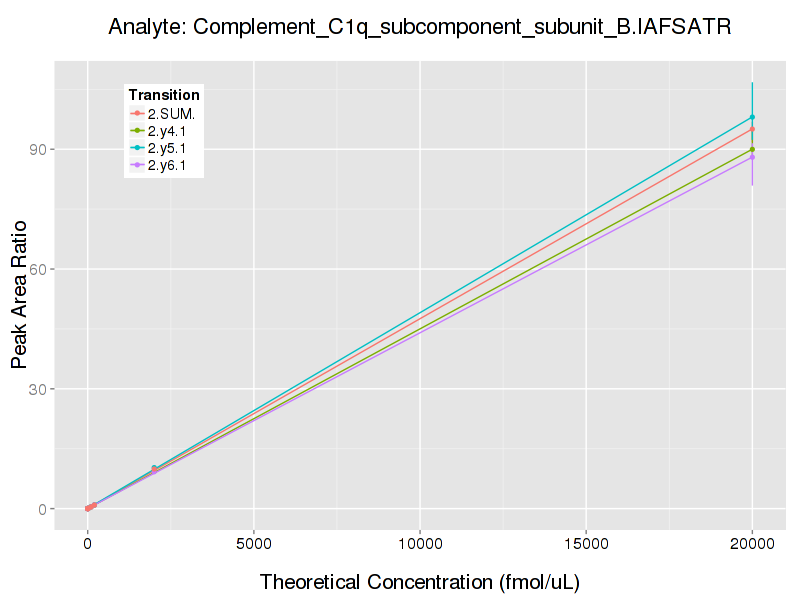 Analyte: Complement_C1q_subcomponent_subunit_B.IAFSATR
Transition
2.SUM.
2.y4.1
2.y5.1
2.y6.1
Peak Area Ratio
90
60
30
0
0 5000 10000 15000 20000
Theoretical Concentration (fmol/uL)